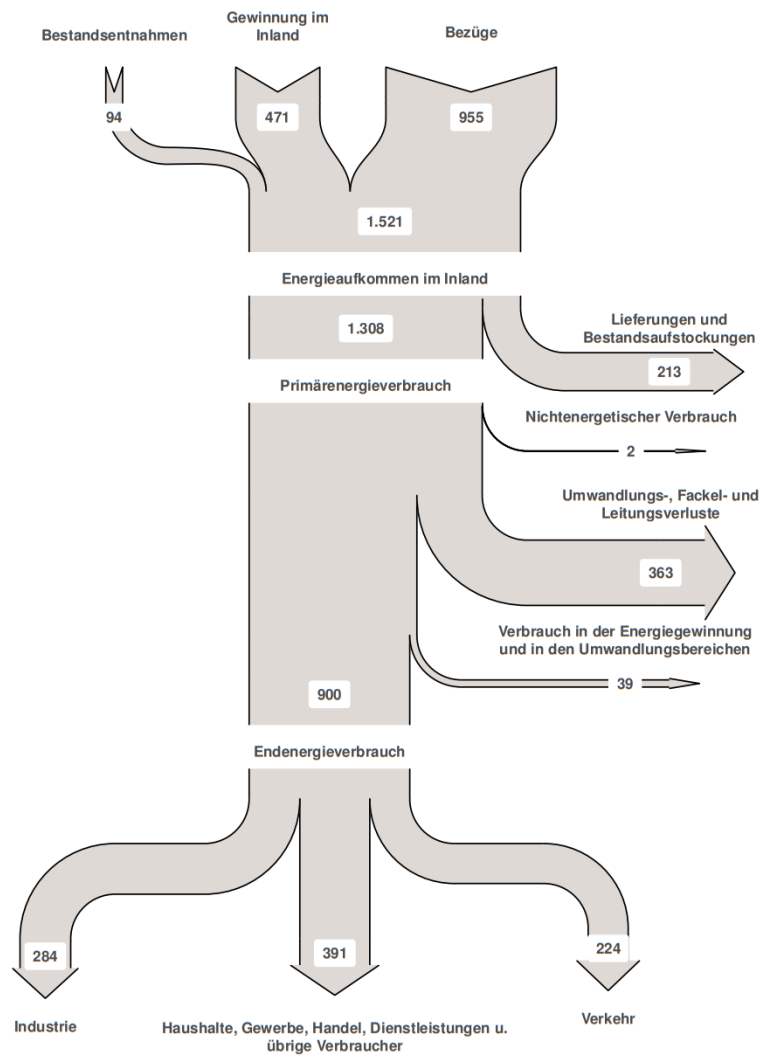 Bestandsentnahmen
Gewinnung im
Inland
Bezüge
94
471
955
1.521
Energieaufkommen im Inland
1.308
Lieferungen und
Bestandsaufstockungen
213
Primärenergieverbrauch
Nichtenergetischer Verbrauch
2
Umwandlungs-, Fackel- und
Leitungsverluste
363
Verbrauch in der Energiegewinnung
und in den Umwandlungsbereichen
39
900
Endenergieverbrauch
284
391
224
Industrie
Haushalte, Gewerbe, Handel, Dienstleistungen u.
übrige Verbraucher
Verkehr